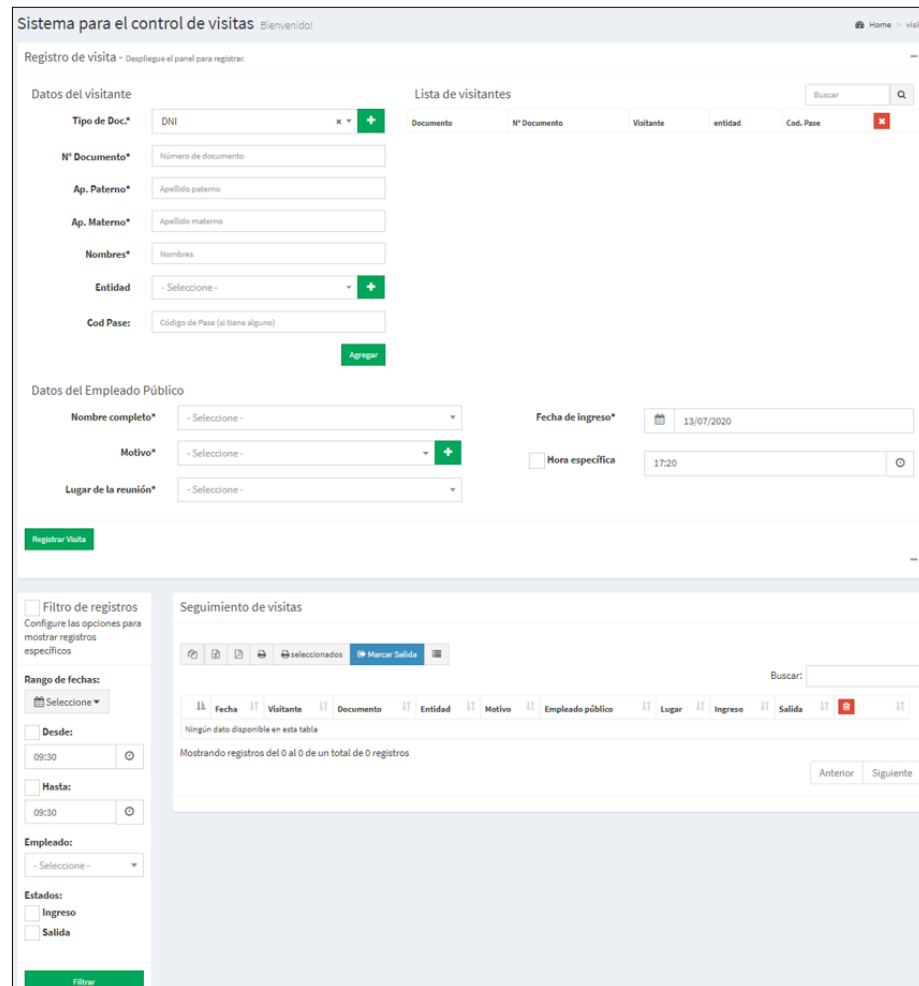 Sistema para el control de visitas Bienvenido!
Home > visi
Registro de visita - Despliegue el panel para registrar.
Datos del visitante
Tipo de Doc.* DNI
N° Documento* Número de documento
Ap. Paterno* Apellido paterno
Ap. Materno* Apellido materno
Nombres* Nombres
Entidad - Seleccione -
Cod Pase: Código de Pase (si tiene alguno)
Agregar
Lista de visitantes
Buscar
Documento N° Documento Visitante entidad Cod. Pase
Datos del Empleado Público
Nombre completo* - Seleccione -
Motivo* - Seleccione -
Lugar de la reunión* - Seleccione -
Fecha de ingreso* 13/07/2020
Hora específica 17:20
Registrar Visita
Filtro de registros
Configure las opciones para
mostrar registros
específicos
Rango de fechas:
Seleccione
Desde:
09:30
Hasta:
09:30
Empleado:
- Seleccione -
Estados:
Ingreso
Salida
Filtrar
Seguimiento de visitas
seleccionados Marcar Salida
Buscar:
Fecha Visitante Documento Entidad Motivo Empleado público Lugar Ingreso Salida
Ningún dato disponible en esta tabla
Mostrando registros del 0 al 0 de un total de 0 registros
Anterior Siguiente